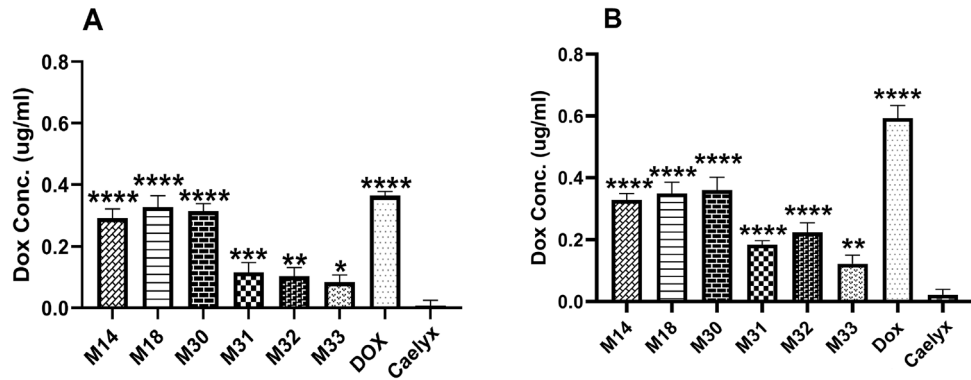 A
Dox Conc. (ug/ml)
0.8
0.6
0.4
0.2
0.0
**** **** **** *** ** * ****
M14 M18 M30 M31 M32 M33 DOX Caelyx
B
Dox Conc. (ug/ml)
0.8
0.6
0.4
0.2
0.0
**** **** **** **** **** ** ****
M14 M18 M30 M31 M32 M33 Dox Caelyx